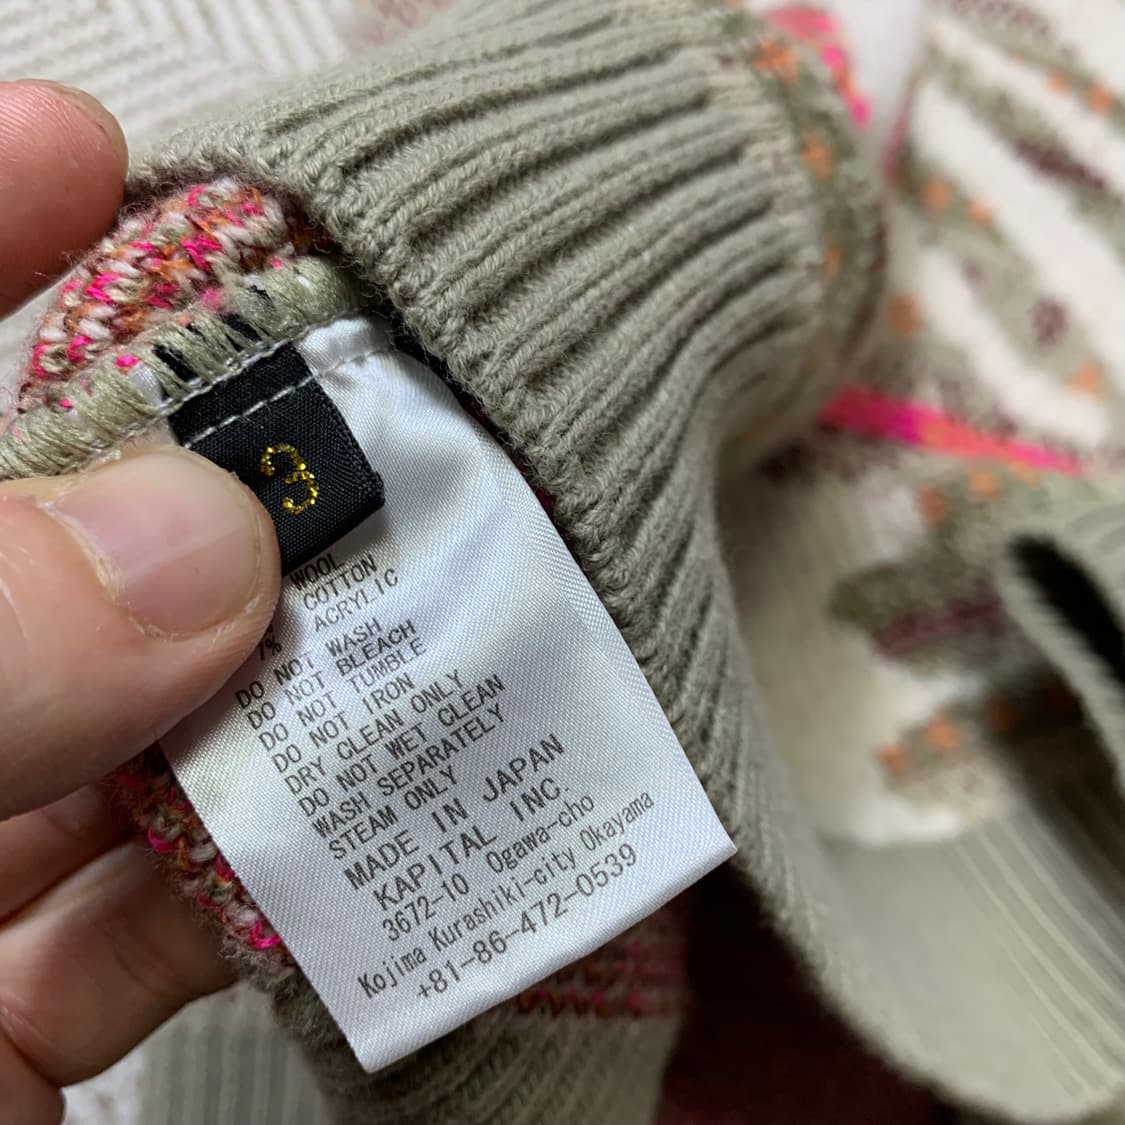 3
WOOL
COTTON
7% ACRYLIC
DO NOT WASH
DO NOT BLEACH
DO NOT TUMBLE
DO NOT IRON
DRY CLEAN ONLY
DO NOT WET CLEAN
WASH SEPARATELY
STEAM ONLY
MADE IN JAPAN
KAPITAL INC.
3672-10 Ogawa-cho
Kojima Kurashiki-city Okayama
+81-86-472-0539